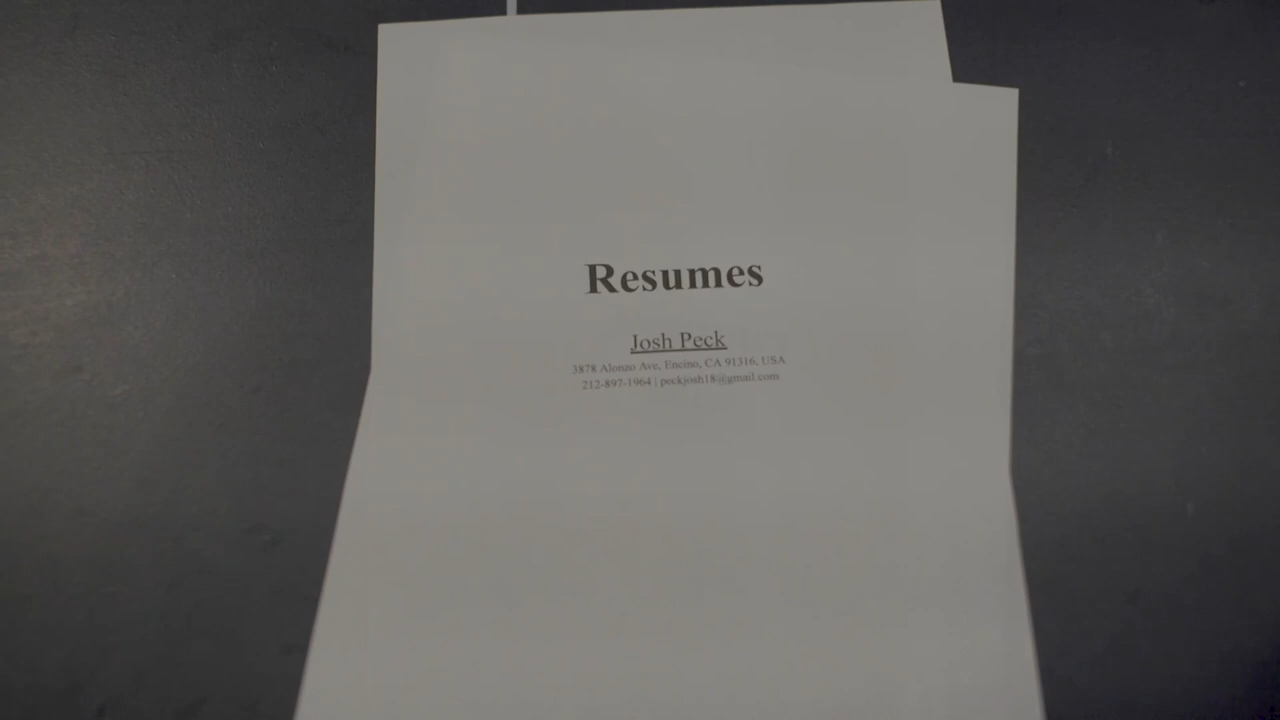 Resumes
Josh Peck
3878 Alonzo Ave, Encino, CA 91316, USA
212-897-1964 | peckjosh18@gmail.com